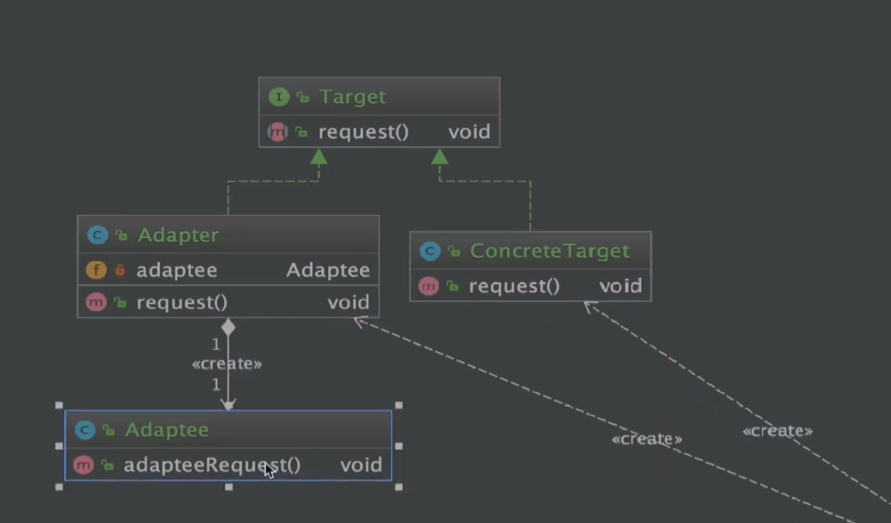 I Target
m request() void
C Adapter
f adaptee Adaptee
m request() void
C ConcreteTarget
m request() void
1
«create»
1
C Adaptee
m adapteeRequest() void
«create»
«create»